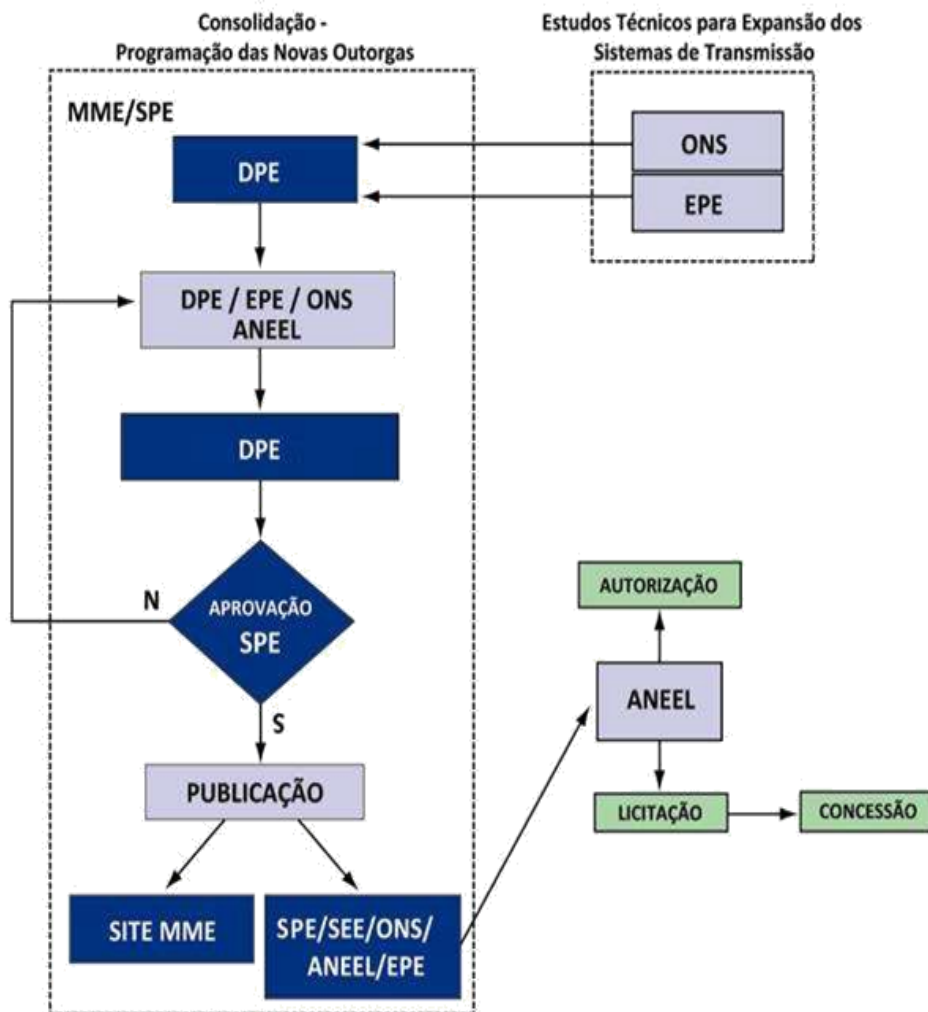 Consolidação -
Programação das Novas Outorgas
Estudos Técnicos para Expansão dos
Sistemas de Transmissão
MME/SPE
DPE
ONS
EPE
DPE / EPE / ONS
ANEEL
DPE
APROVAÇÃO
SPE
N
S
PUBLICAÇÃO
SITE MME
SPE/SEE/ONS/
ANEEL/EPE
AUTORIZAÇÃO
ANEEL
LICITAÇÃO
CONCESSÃO